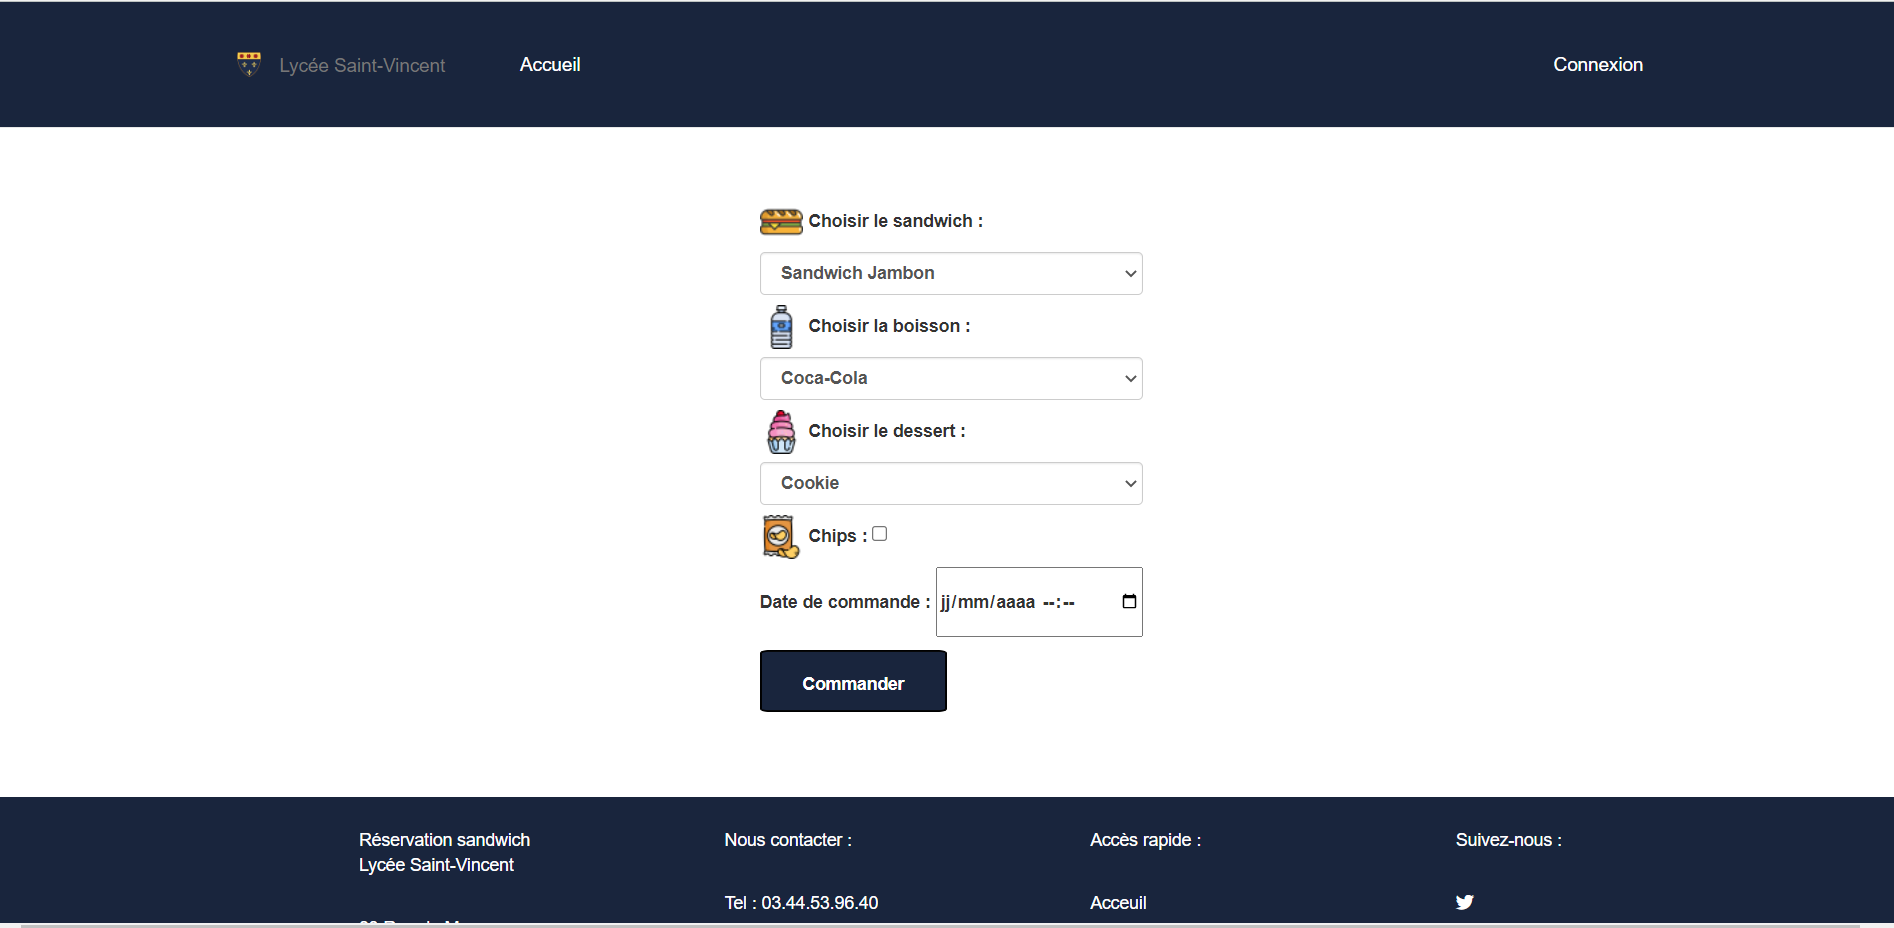 Lycée Saint-Vincent
Accueil
Connexion
Choisir le sandwich :
Sandwich Jambon
Choisir la boisson :
Coca-Cola
Choisir le dessert :
Cookie
Chips :
Date de commande : jj/mm/aaaa --:--
Commander
Réservation sandwich
Lycée Saint-Vincent
Nous contacter :
Tel : 03.44.53.96.40
Accès rapide :
Acceuil
Suivez-nous :